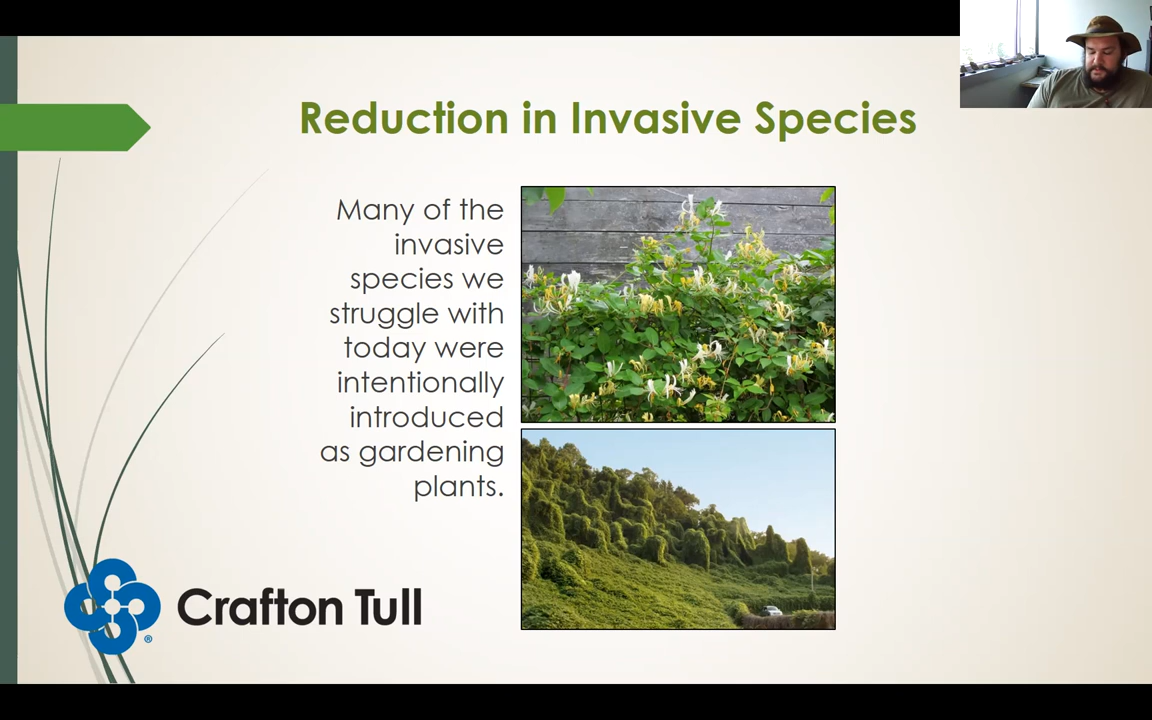 Reduction in Invasive Species
Many of the
invasive
species we
struggle with
today were
intentionally
introduced
as gardening
plants.
Crafton Tull
®